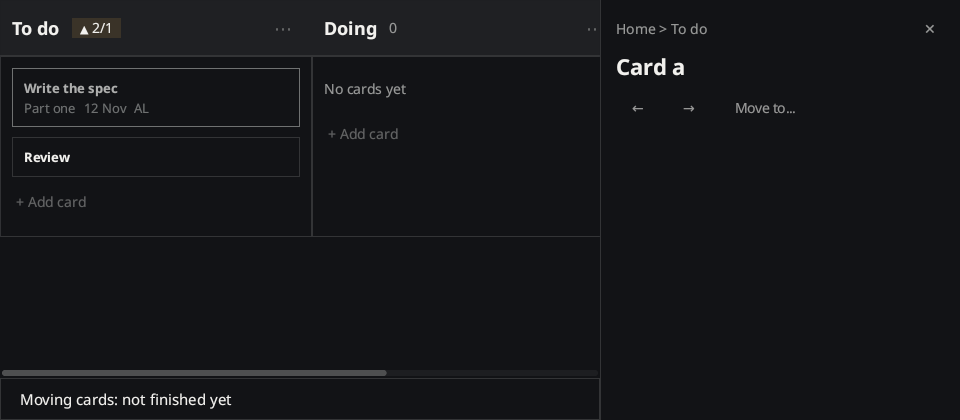 To do ▲ 2/1 ...
Write the spec
Part one 12 Nov AL
Review
+ Add card
Doing 0 ..
No cards yet
+ Add card
Moving cards: not finished yet
Home > To do ×
Card a
← → Move to...